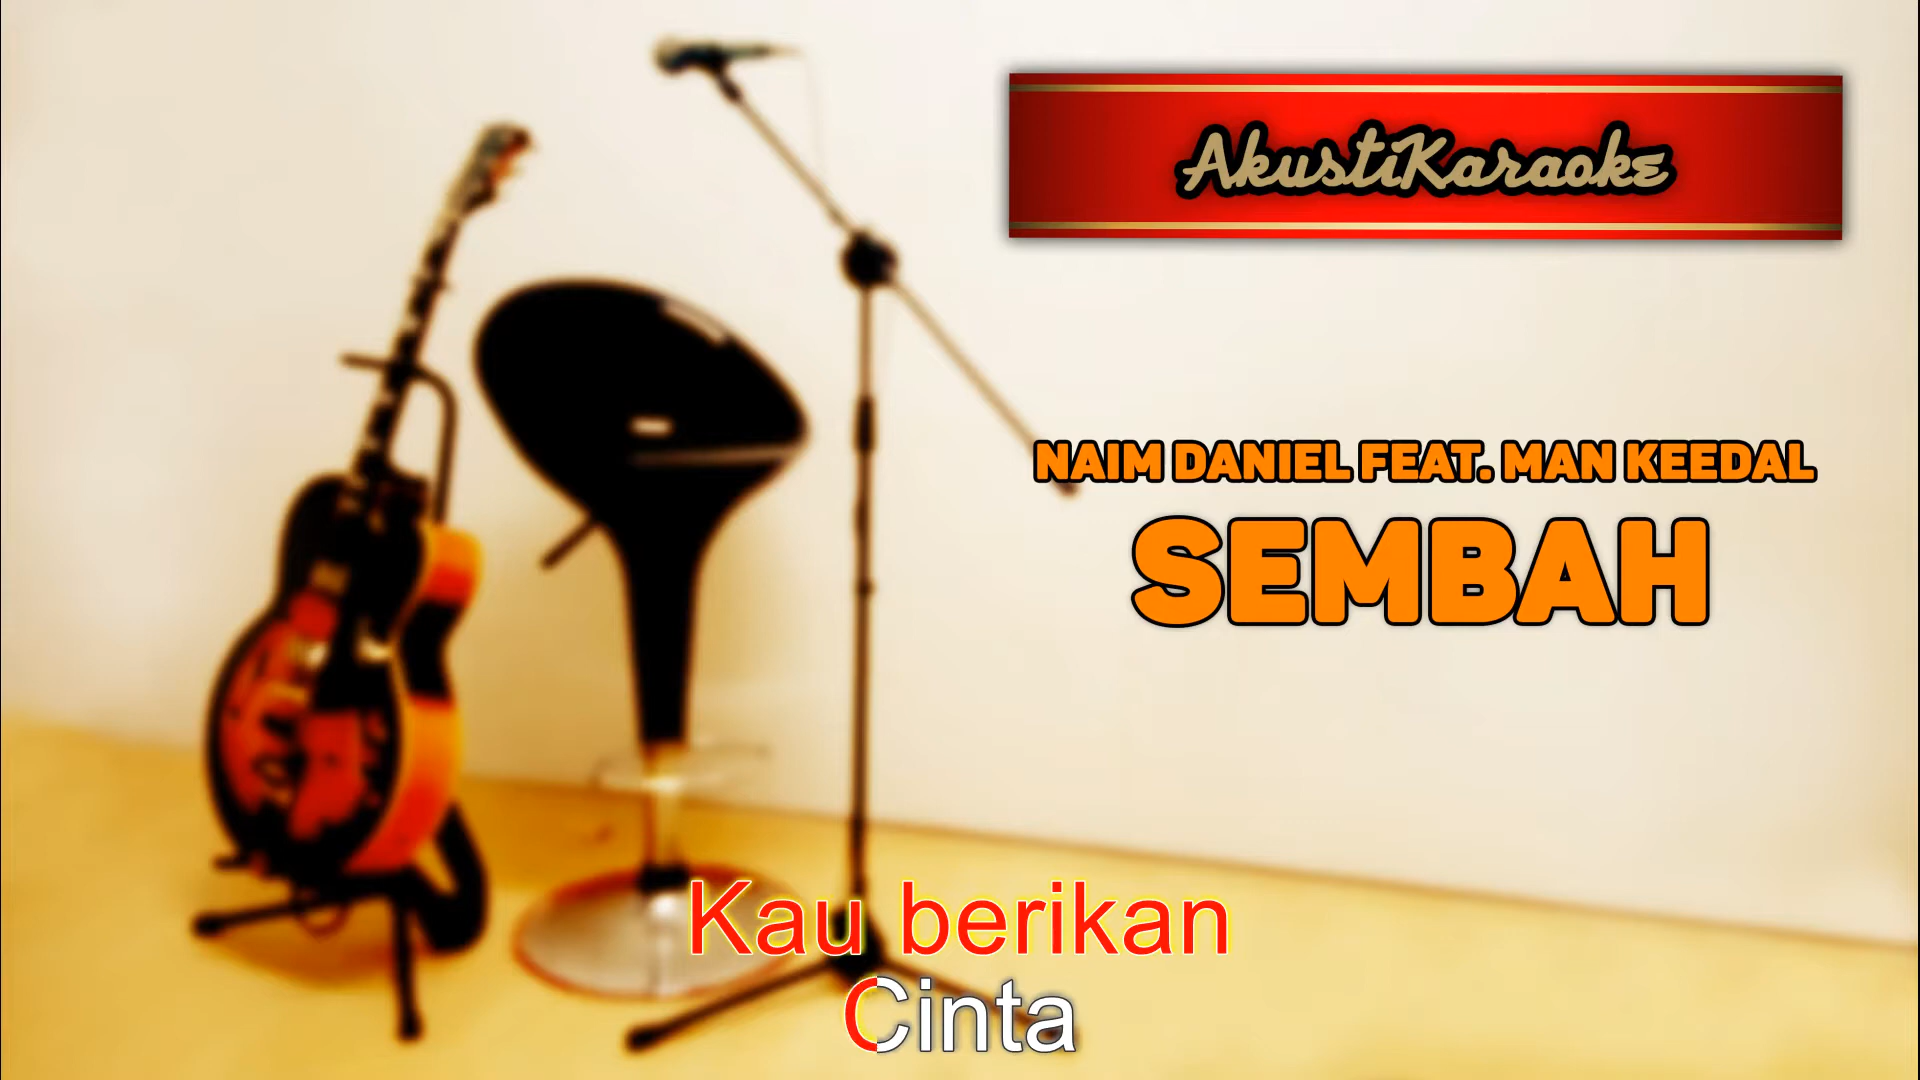 AkustiKaraoke
NAIM DANIEL FEAT. MAN KEEDAL
SEMBAH
Kau berikan
Cinta